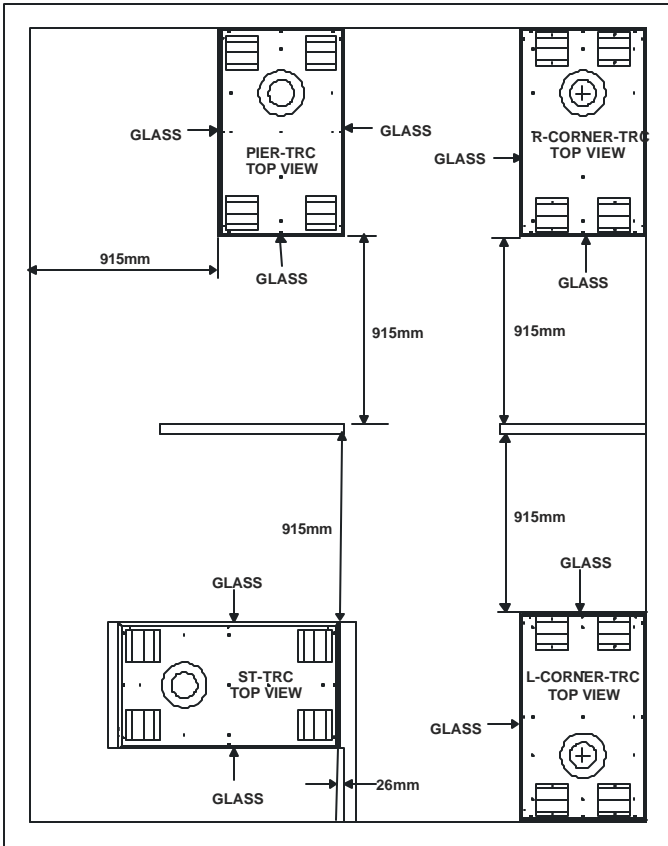 GLASS
PIER-TRC
TOP VIEW
GLASS
GLASS
R-CORNER-TRC
TOP VIEW
915mm
GLASS
GLASS
915mm
915mm
915mm
915mm
GLASS
GLASS
ST-TRC
TOP VIEW
L-CORNER-TRC
TOP VIEW
GLASS
GLASS
26mm